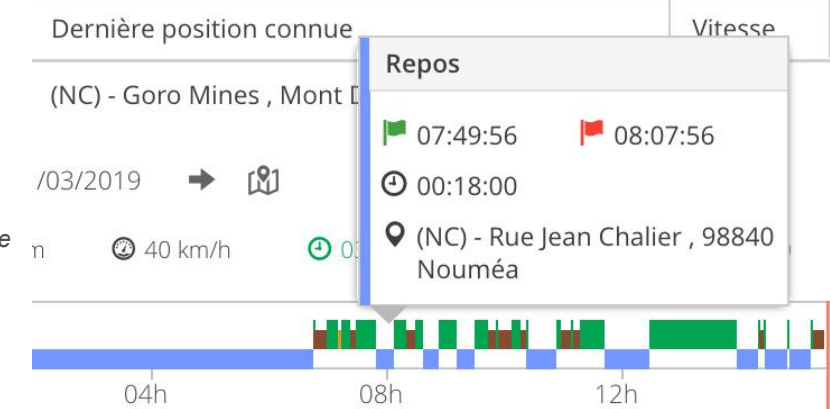 Dernière position connue
Vitesse
Repos
(NC) - Goro Mines , Mont
07:49:56
08:07:56
/03/2019
00:18:00
(NC) - Rue Jean Chalier , 98840
Nouméa
e
m
40 km/h
04h
08h
12h